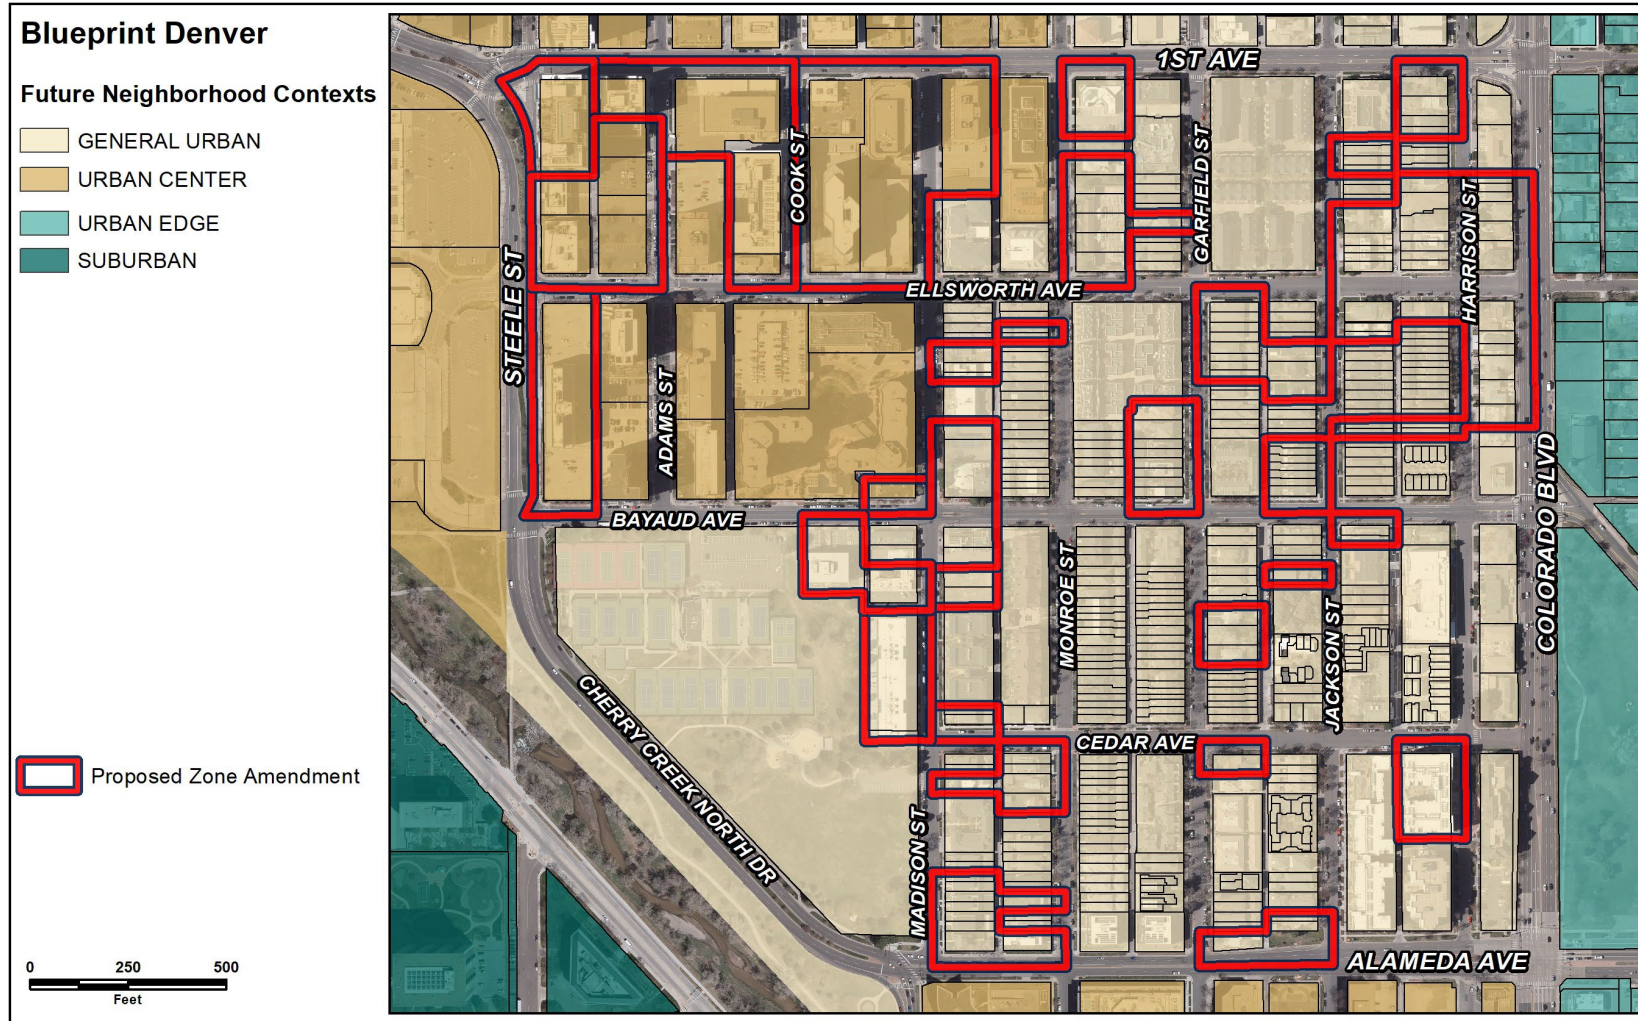 Blueprint Denver
Future Neighborhood Contexts
GENERAL URBAN
URBAN CENTER
URBAN EDGE
SUBURBAN
Proposed Zone Amendment
0 250 500
Feet
1ST AVE
COOK ST
GARFIELD ST
HARRISON ST
STEELE ST
ELLSWORTH AVE
ADAMS ST
BAYAUD AVE
COLORADO BLVD
MONROE ST
JACKSON ST
CHERRY CREEK NORTH DR
CEDAR AVE
MADISON ST
ALAMEDA AVE